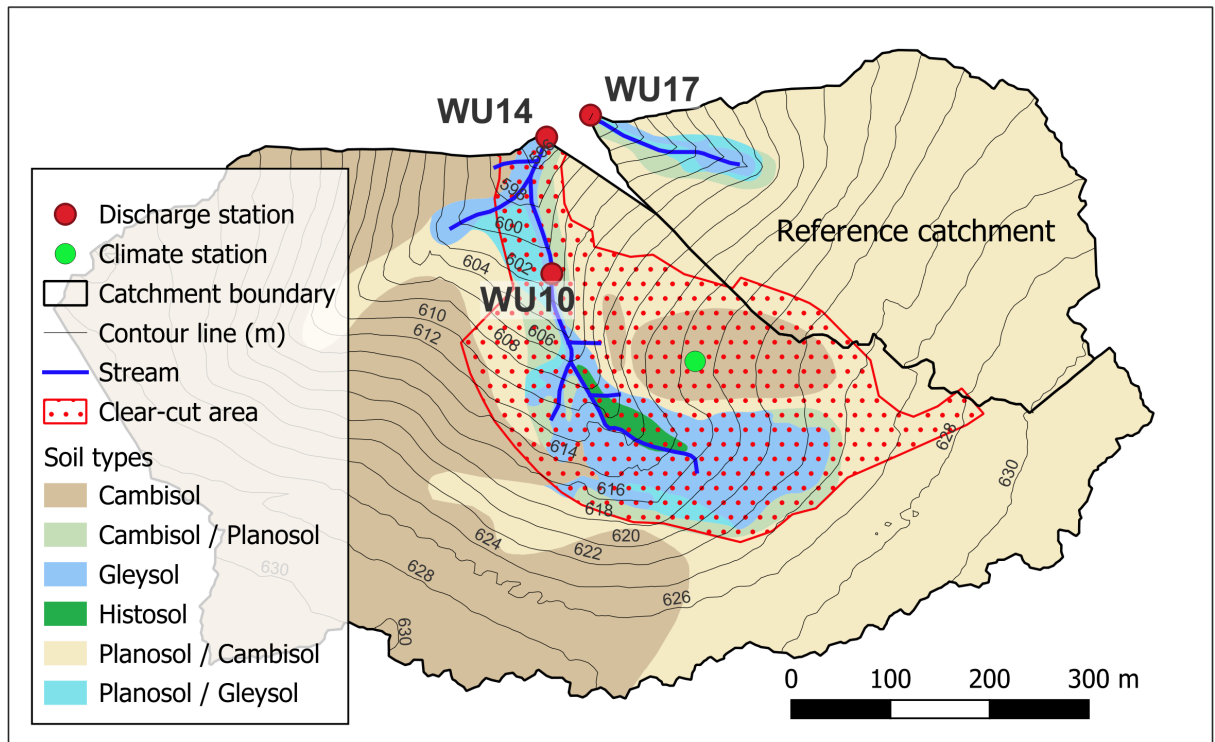 WU17
WU14
596
598
600
602
604
Reference catchment
WU10
606
608
610
612
614
616
618
620
622
624
626
628
630
628
630
630
Discharge station
Climate station
Catchment boundary
Contour line (m)
Stream
Clear-cut area
Soil types
Cambisol
Cambisol / Planosol
Gleysol
Histosol
Planosol / Cambisol
Planosol / Gleysol
0 100 200 300 m